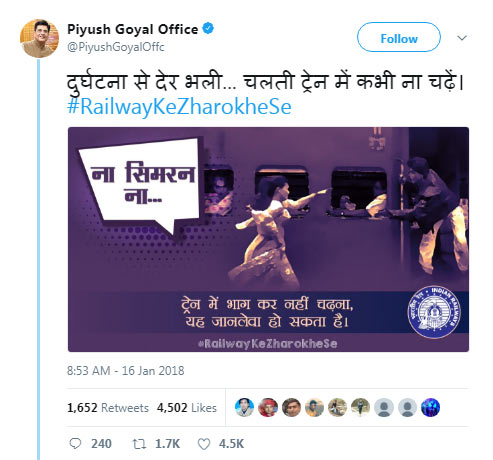 Piyush Goyal Office
@PiyushGoyalOffc
Follow
दुर्घटना से देर भली... चलती ट्रेन में कभी ना चढ़ें।
#RailwayKeZharokheSe
ना सिमरन
ना...
ट्रेन में भाग कर नहीं चढ़ना,
यह जानलेवा हो सकता है।
भारतीय रेल INDIAN RAILWAYS
#RailwayKeZharokheSe
8:53 AM - 16 Jan 2018
1,652 Retweets 4,502 Likes
240 1.7K 4.5K